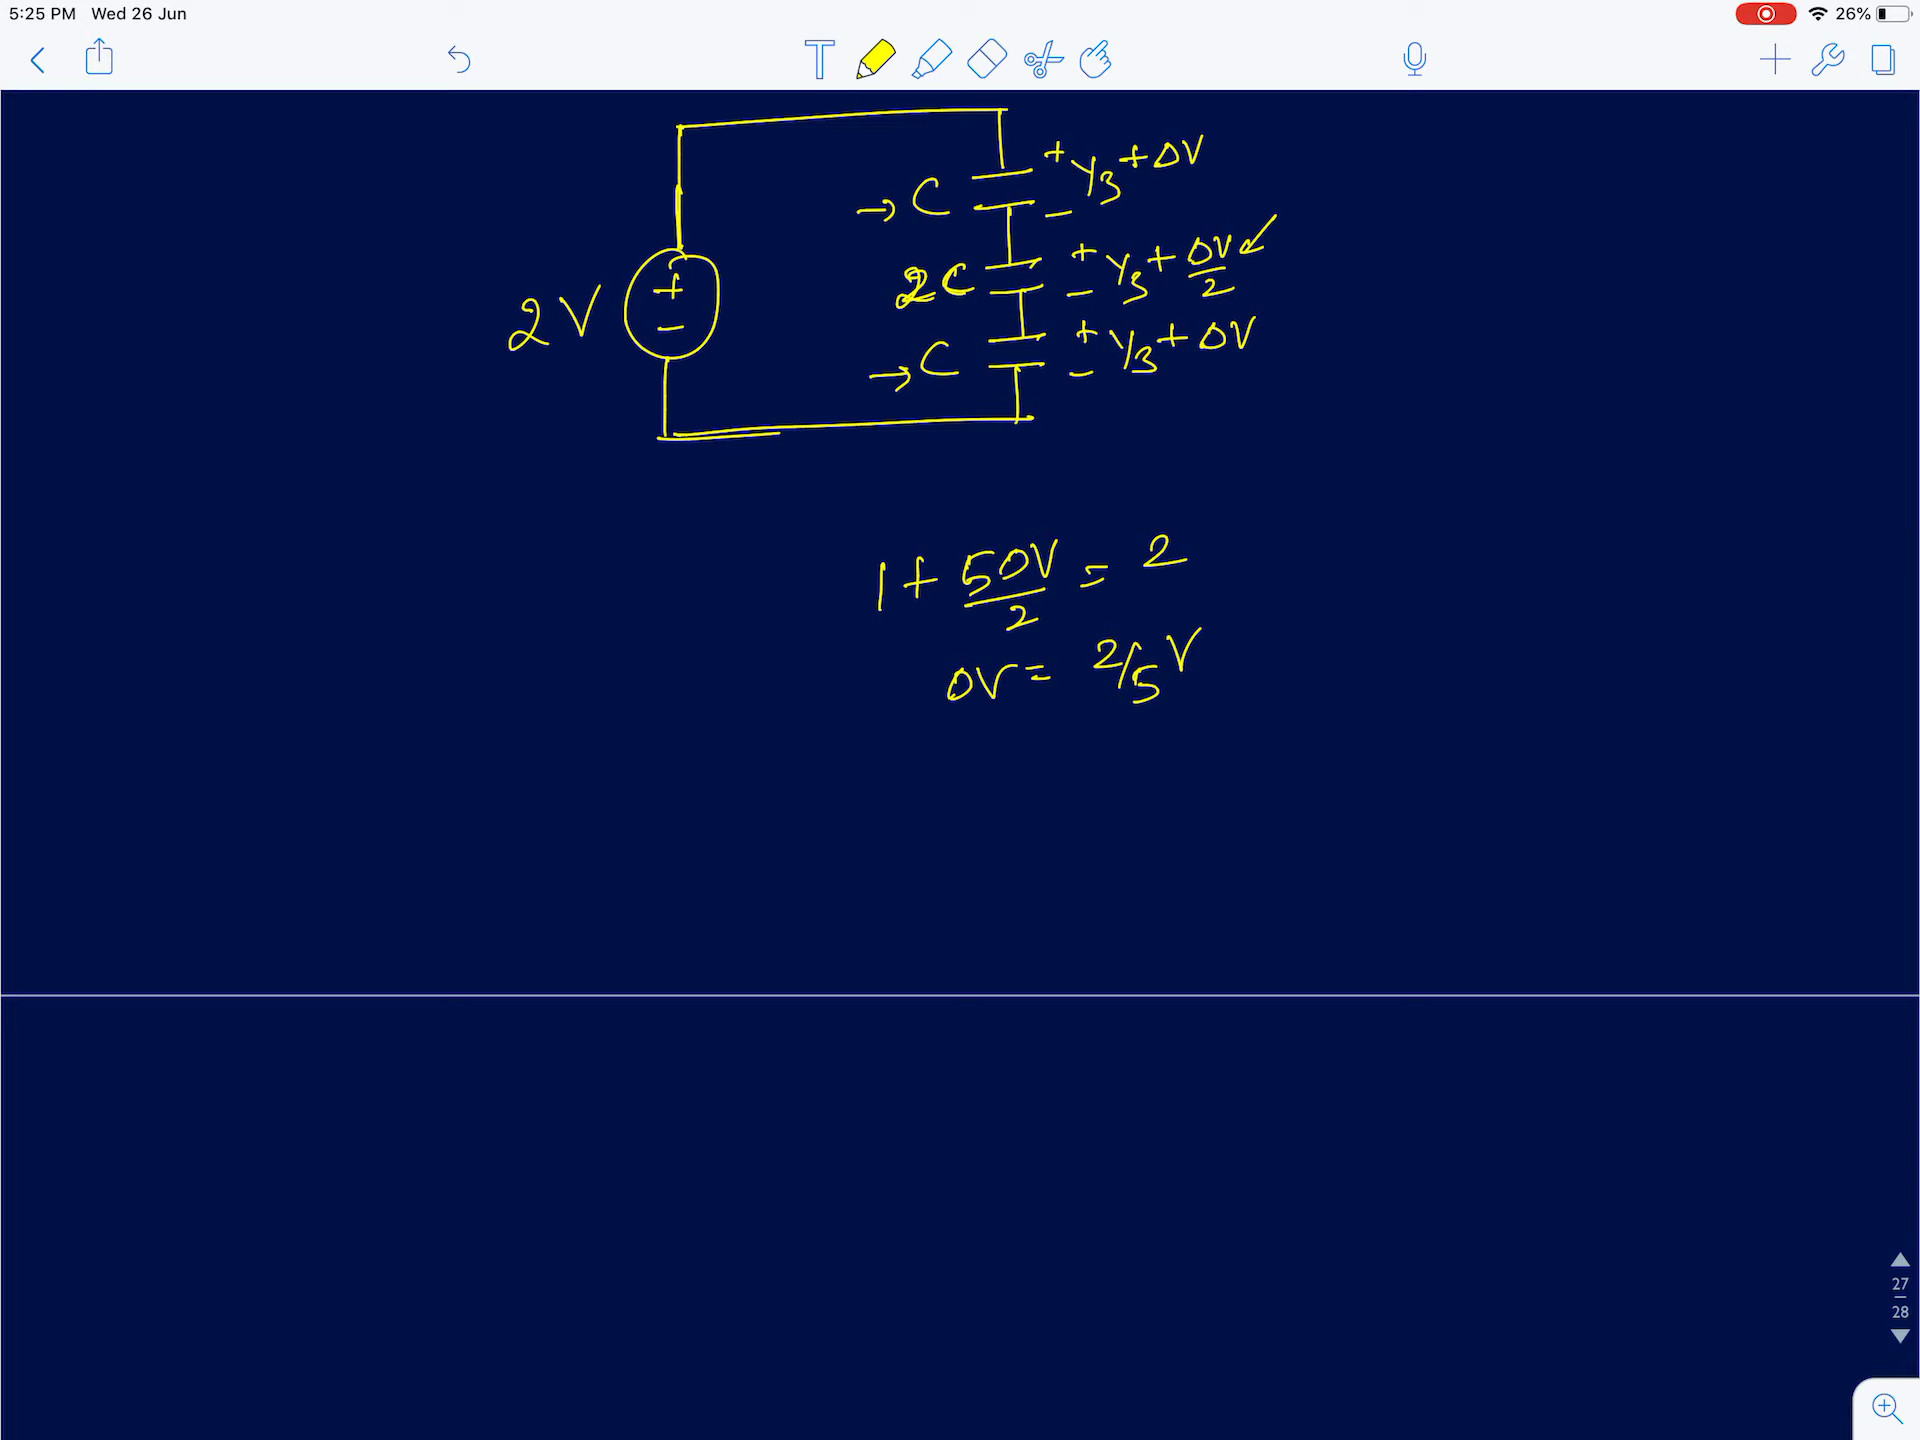 5:25 PM Wed 26 Jun
26%
T
+ 1/3 + ΔV
→ C
−
+ 1/3 + ΔV/2
2C
−
2V
+
−
+ 1/3 + ΔV
→ C
−
1 + 5ΔV/2 = 2
ΔV = 2/5 V
27
28